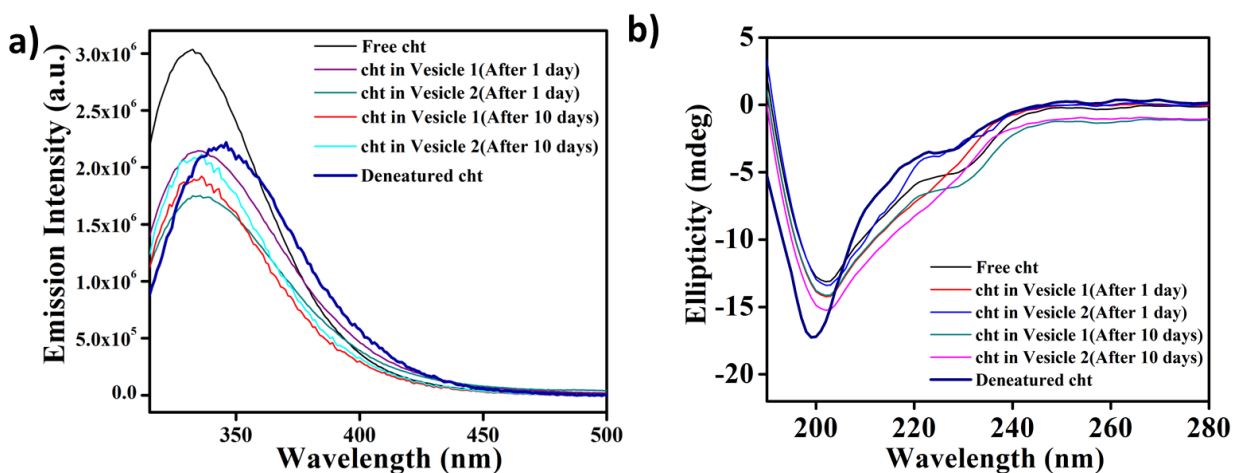 a)
Emission Intensity (a.u.)
3.0x10⁶
2.5x10⁶
2.0x10⁶
1.5x10⁶
1.0x10⁶
5.0x10⁵
0.0
350
400
450
500
Wavelength (nm)
Free cht
cht in Vesicle 1(After 1 day)
cht in Vesicle 2(After 1 day)
cht in Vesicle 1(After 10 days)
cht in Vesicle 2(After 10 days)
Deneatured cht
b)
Ellipticity (mdeg)
5
0
-5
-10
-15
-20
200
220
240
260
280
Wavelength (nm)
Free cht
cht in Vesicle 1(After 1 day)
cht in Vesicle 2(After 1 day)
cht in Vesicle 1(After 10 days)
cht in Vesicle 2(After 10 days)
Deneatured cht